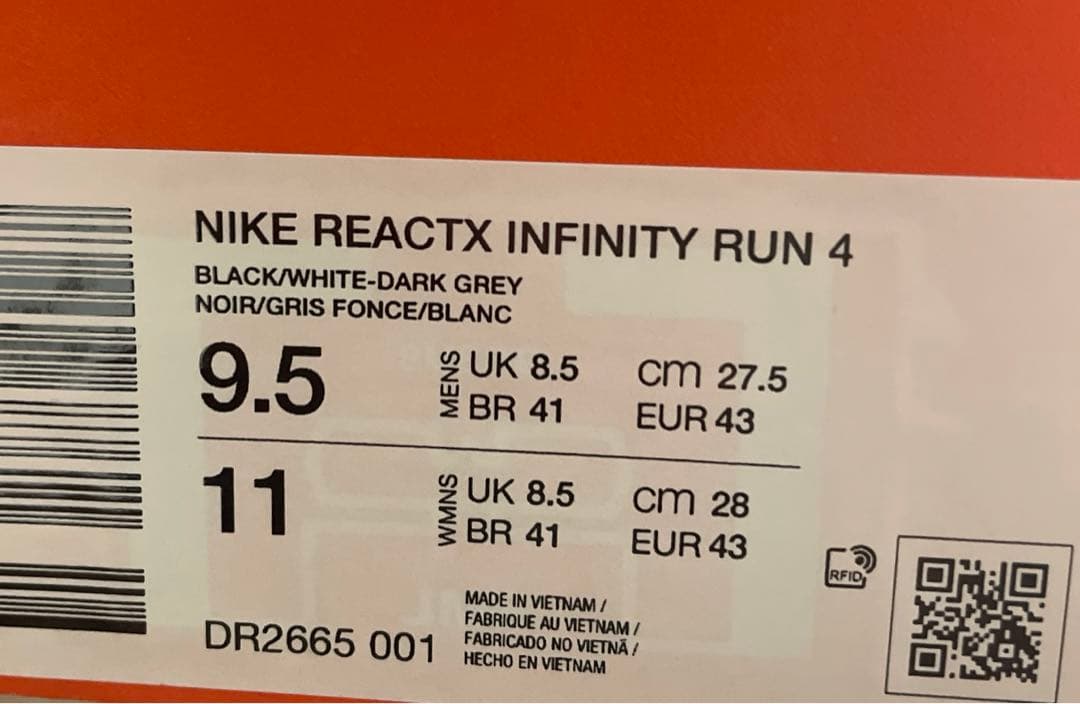 NIKE REACTX INFINITY RUN 4
BLACK/WHITE-DARK GREY
NOIR/GRIS FONCE/BLANC
9.5 MENS UK 8.5 CM 27.5
BR 41 EUR 43
11 WMNS UK 8.5 CM 28
BR 41 EUR 43
RFID
DR2665 001
MADE IN VIETNAM /
FABRIQUE AU VIETNAM /
FABRICADO NO VIETNÃ /
HECHO EN VIETNAM